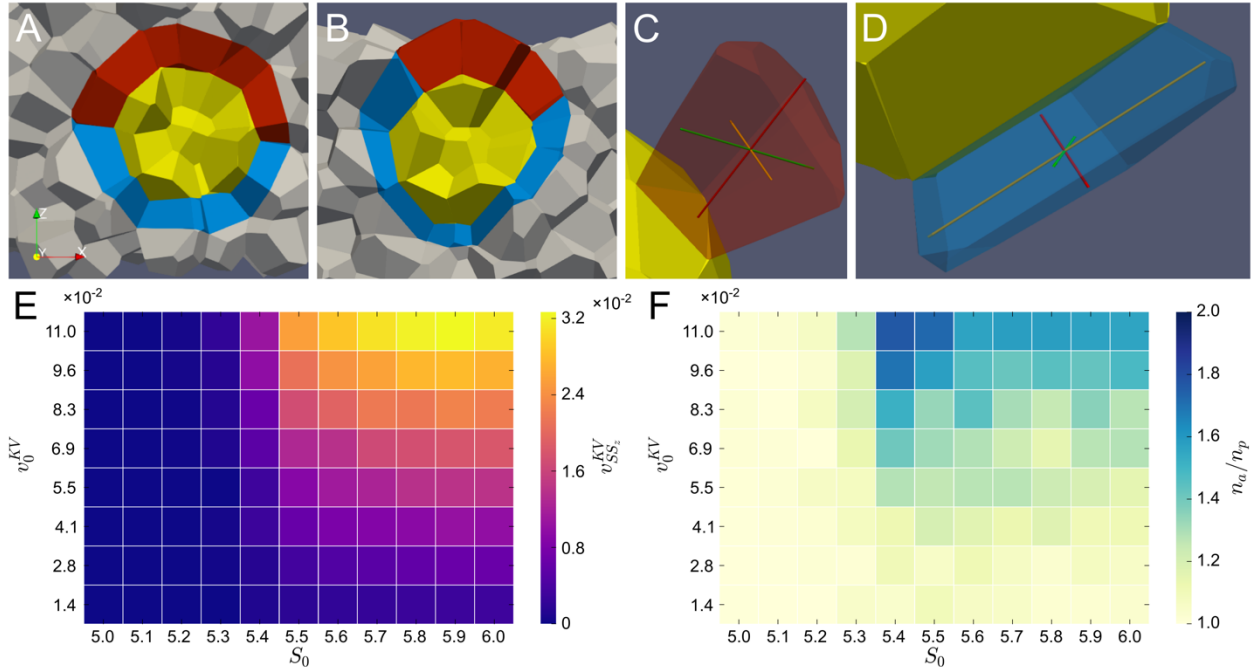 A
B
C
D
Z
Y
X
E
×10⁻²
v₀ᴷⱽ
11.0
9.6
8.3
6.9
5.5
4.1
2.8
1.4
5.0 5.1 5.2 5.3 5.4 5.5 5.6 5.7 5.8 5.9 6.0
S₀
×10⁻²
3.2
2.4
1.6
0.8
0
v^{KV}_{SS_z}
F
×10⁻²
v₀ᴷⱽ
11.0
9.6
8.3
6.9
5.5
4.1
2.8
1.4
5.0 5.1 5.2 5.3 5.4 5.5 5.6 5.7 5.8 5.9 6.0
S₀
2.0
1.8
1.6
1.4
1.2
1.0
n_a/n_p